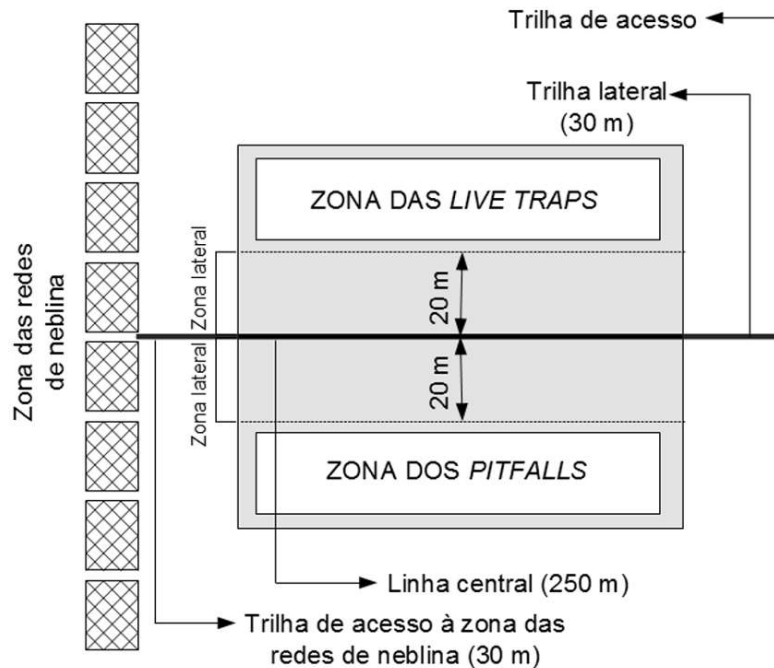 Trilha de acesso
Trilha lateral
(30 m)
ZONA DAS LIVE TRAPS
Zona lateral
20 m
Zona das redes
de neblina
Zona lateral
20 m
ZONA DOS PITFALLS
Linha central (250 m)
Trilha de acesso à zona das
redes de neblina (30 m)